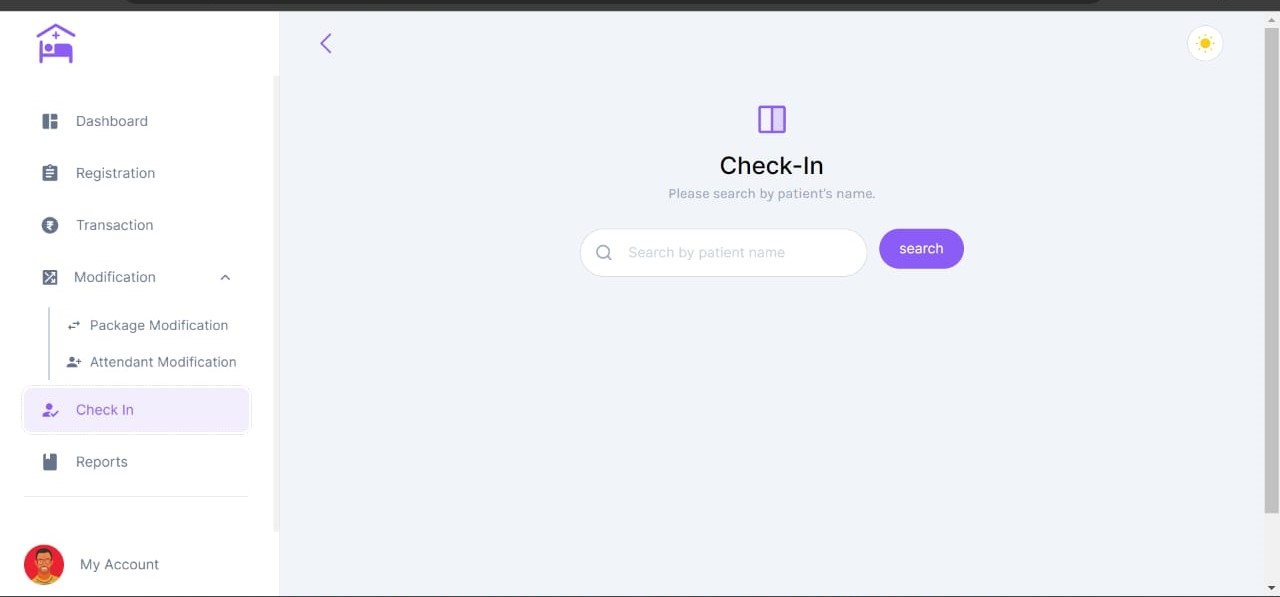 Dashboard
Registration
Transaction
Modification
Package Modification
Attendant Modification
Check In
Reports
My Account
Check-In
Please search by patient's name.
Search by patient name
search